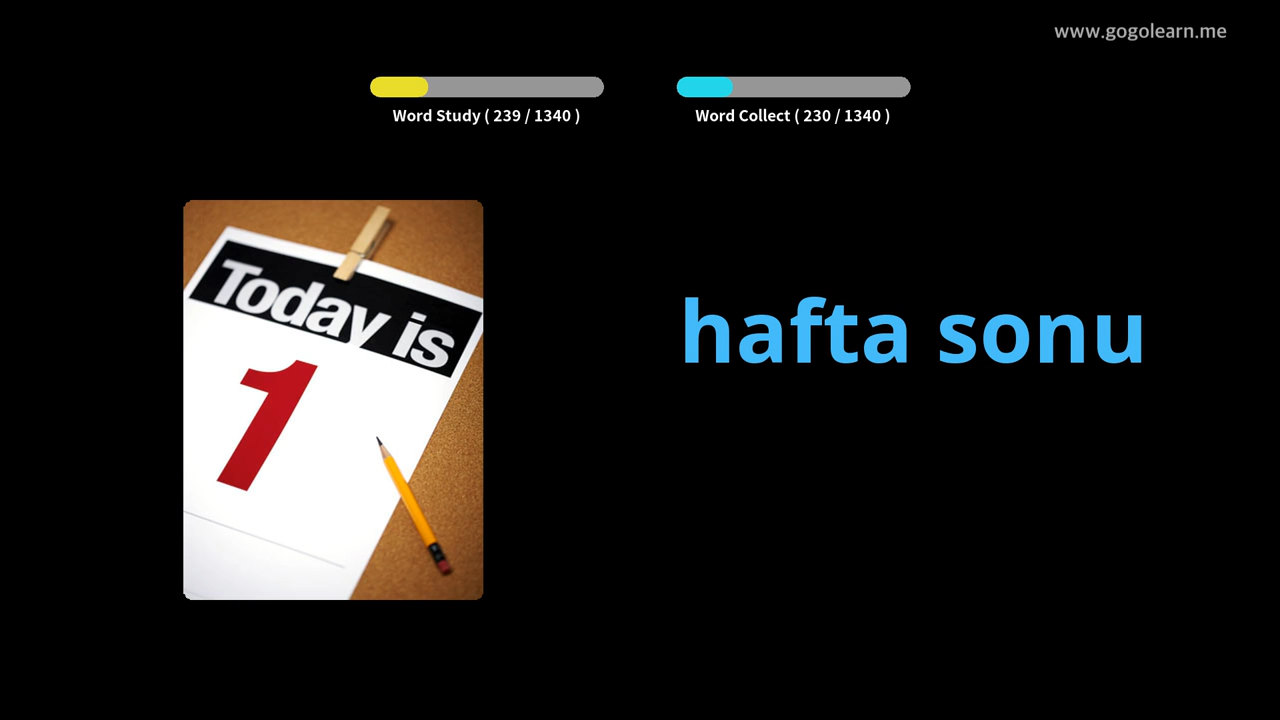 www.gogolearn.me
Word Study ( 239 / 1340 )
Word Collect ( 230 / 1340 )
Today is
1
hafta sonu